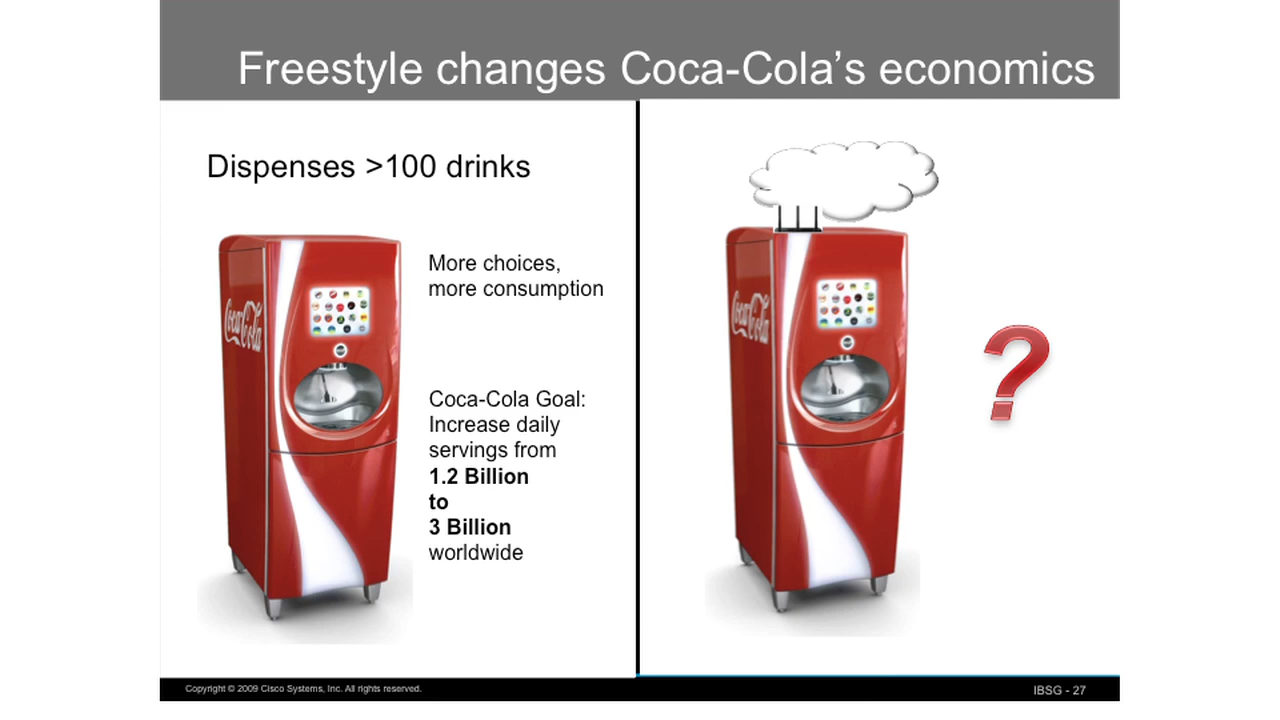 Freestyle changes Coca-Cola’s economics
Dispenses >100 drinks
More choices,
more consumption
Coca-Cola Goal:
Increase daily
servings from
1.2 Billion
to
3 Billion
worldwide
Coca-Cola
Coca-Cola
?
Copyright © 2009 Cisco Systems, Inc. All rights reserved.
IBSG - 27